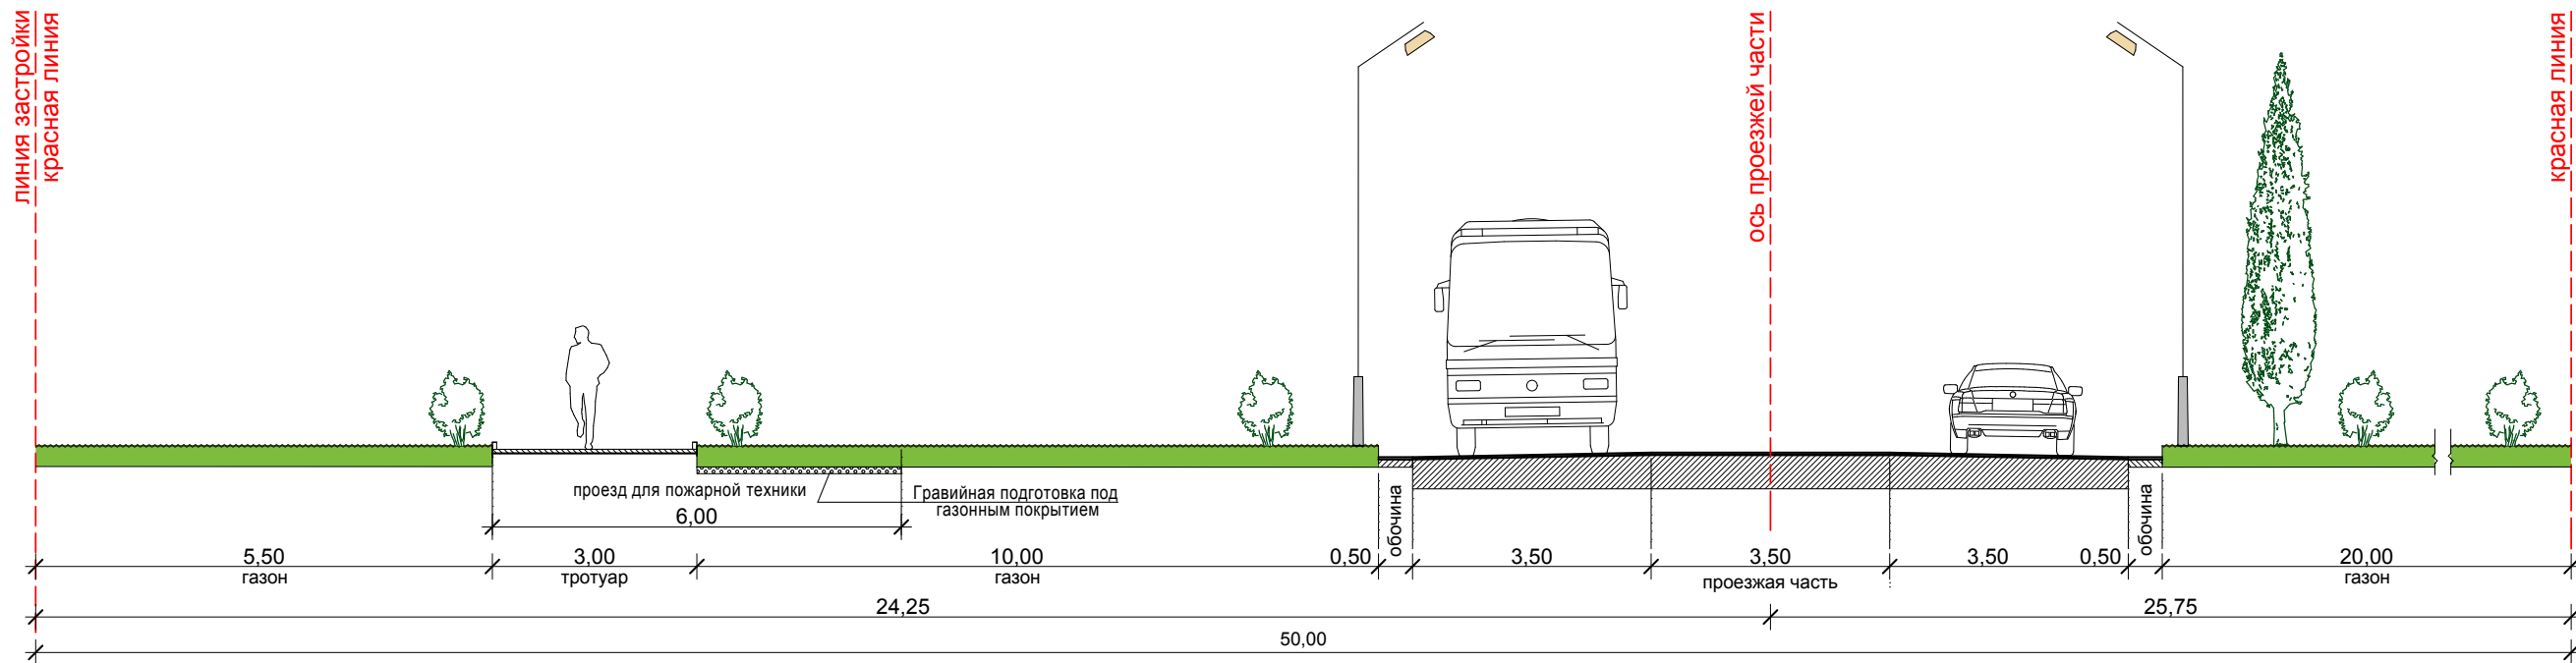 линия застройки
красная линия
ось проезжей части
красная линия
проезд для пожарной техники
Гравийная подготовка под
газонным покрытием
6,00
обочина
обочина
5,50
3,00
10,00
0,50
3,50
3,50
3,50
0,50
20,00
газон
тротуар
газон
проезжая часть
газон
24,25
25,75
50,00